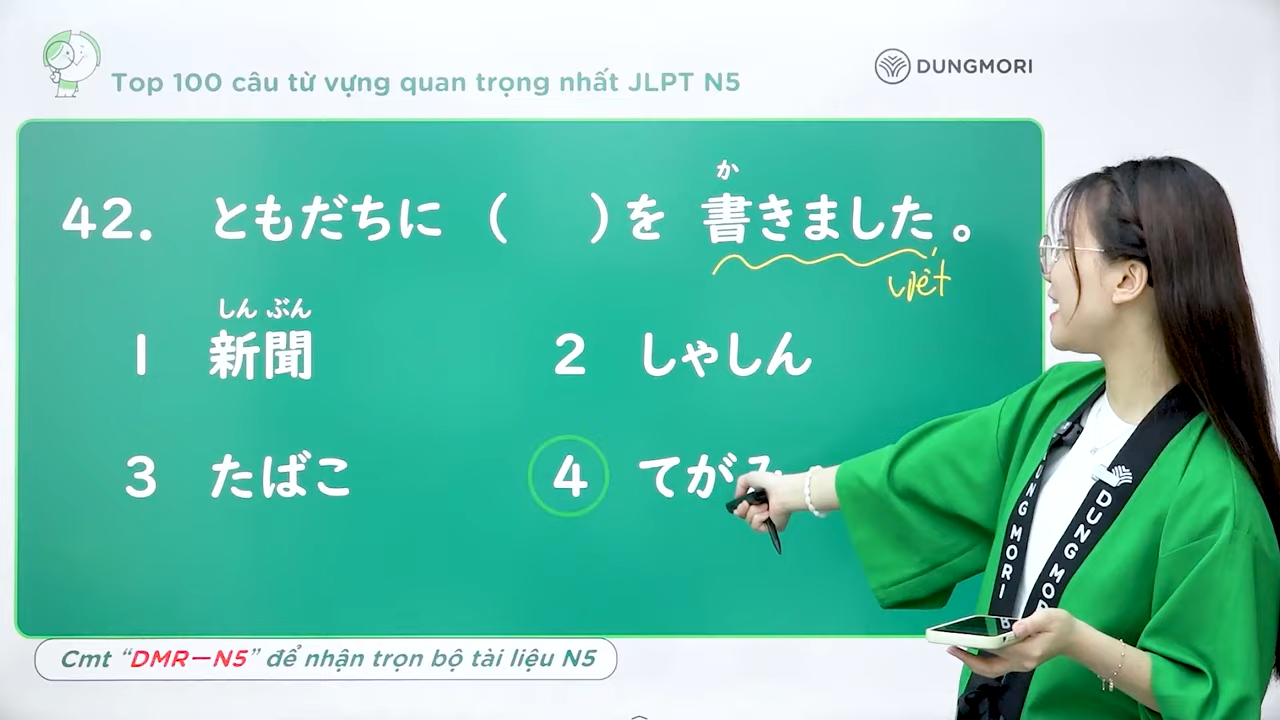 Top 100 câu từ vựng quan trọng nhất JLPT N5
DUNGMORI
か
42. ともだちに ( )を 書きました。
viết
しん ぶん
1 新聞 2 しゃしん
3 たばこ 4 てがみ
DUNG MORI
Cmt “DMR－N5” để nhận trọn bộ tài liệu N5